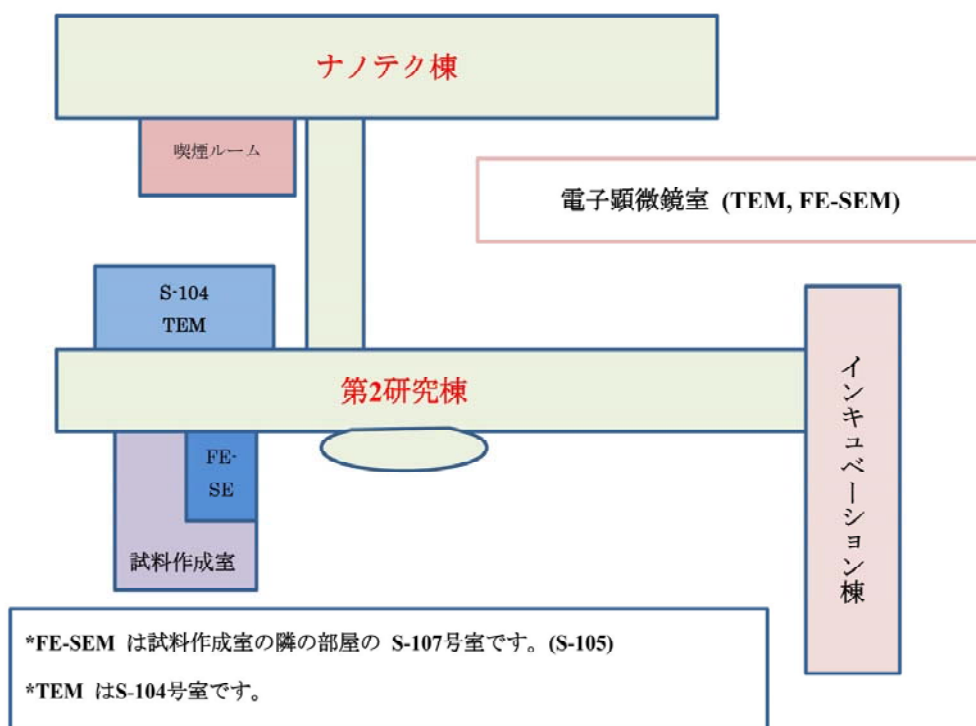 ナノテク棟
喫煙ルーム
電子顕微鏡室 (TEM, FE-SEM)
S-104
TEM
第2研究棟
FE-
SE
試料作成室
インキュベーション棟
*FE-SEM は試料作成室の隣の部屋の S-107号室です。(S-105)
*TEM はS-104号室です。